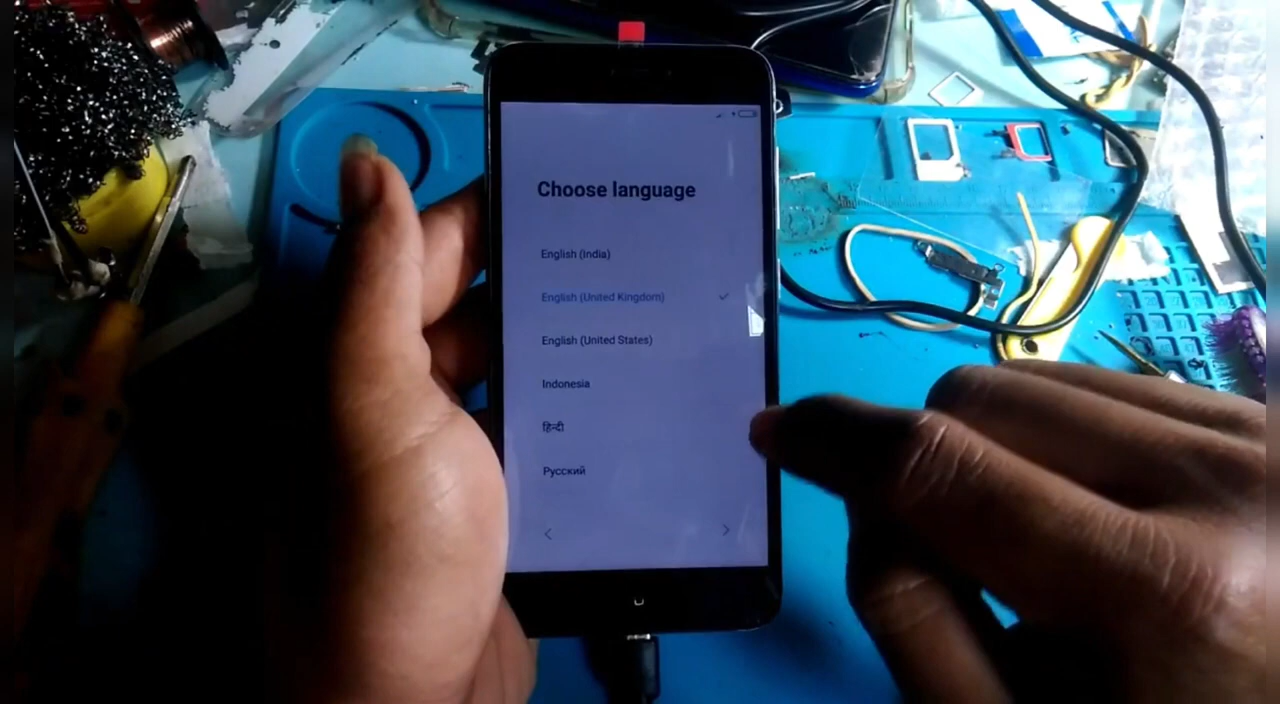 Choose language
English (India)
English (United Kingdom)
English (United States)
Indonesia
हिन्दी
Русский